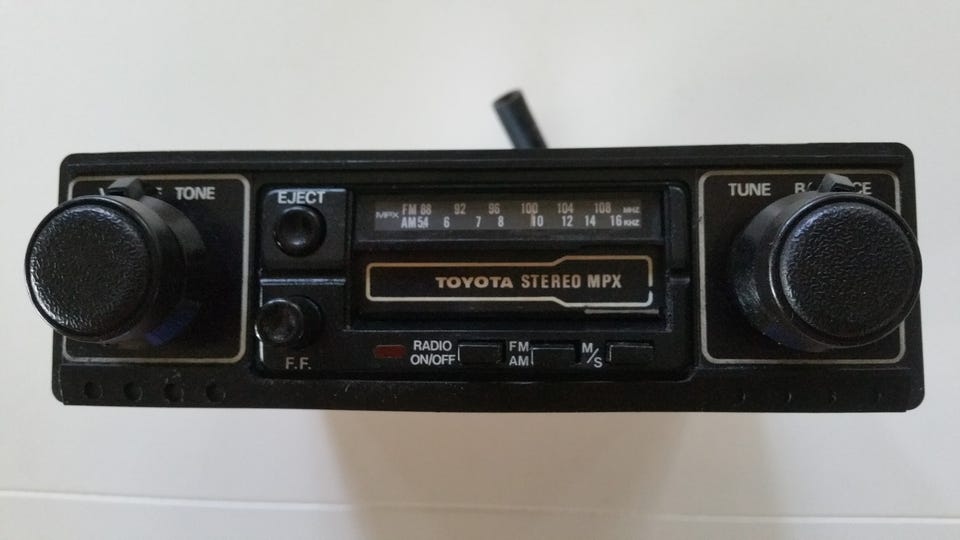 TONE
EJECT
MPX FM 88 92 96 100 104 108 MHZ
AM 54 6 7 8 10 12 14 16 KHZ
TOYOTA STEREO MPX
F.F.
RADIO
ON/OFF
FM
AM
M/S
TUNE